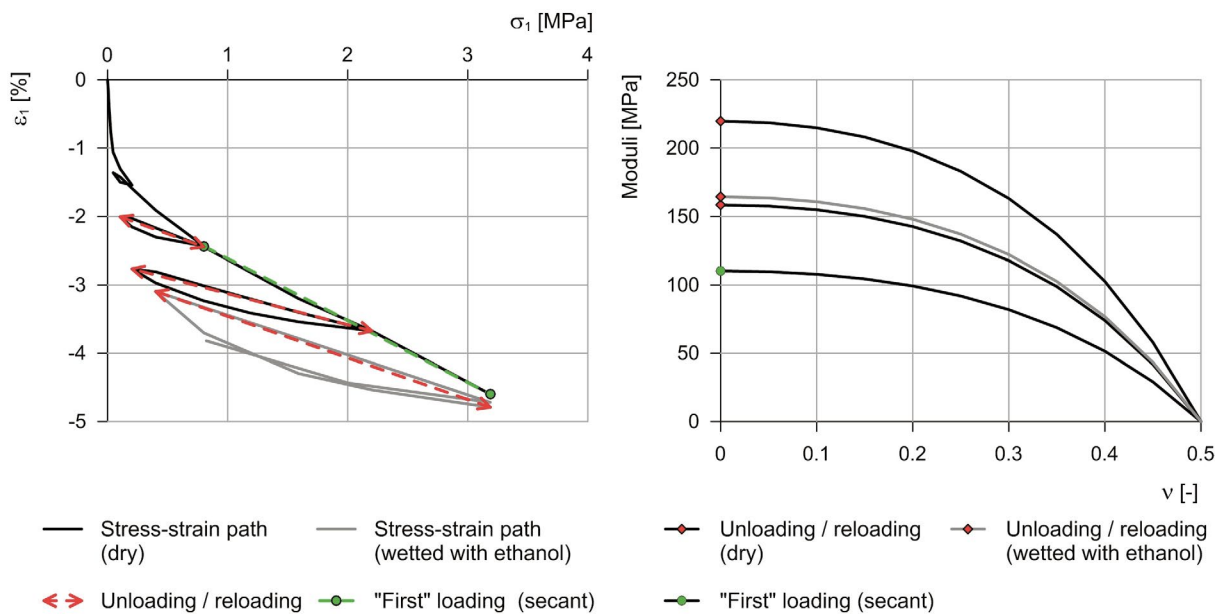 σ₁ [MPa]
0 1 2 3 4
ε₁ [%]
0
-1
-2
-3
-4
-5
Moduli [MPa]
250
200
150
100
50
0
0 0.1 0.2 0.3 0.4 0.5
ν [-]
Stress-strain path
(dry)
Stress-strain path
(wetted with ethanol)
Unloading / reloading
"First" loading (secant)
Unloading / reloading
(dry)
Unloading / reloading
(wetted with ethanol)
"First" loading (secant)